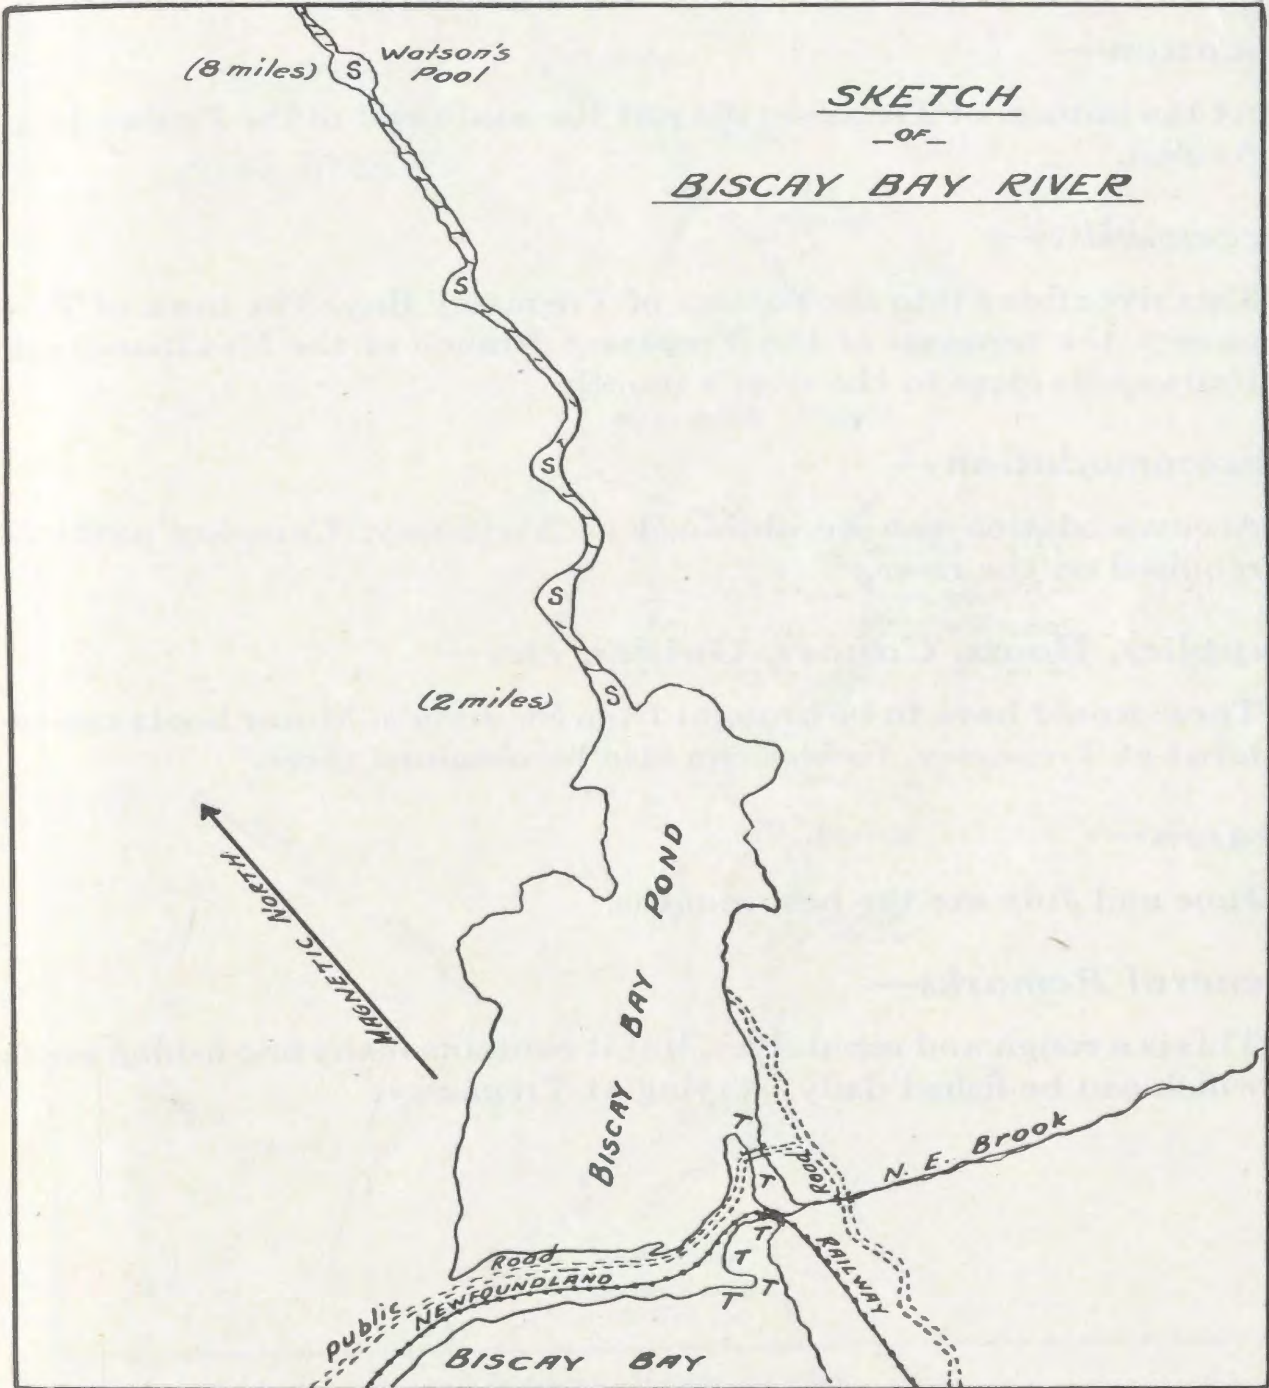 (8 miles) S Watson's
Pool
SKETCH
_OF_
BISCAY BAY RIVER
S
S
S
(2 miles) S
MAGNETIC NORTH
BISCAY BAY POND
T
T
Road
N. E. Brook
T
T
T
T
Public Road
NEWFOUNDLAND RAILWAY
BISCAY BAY